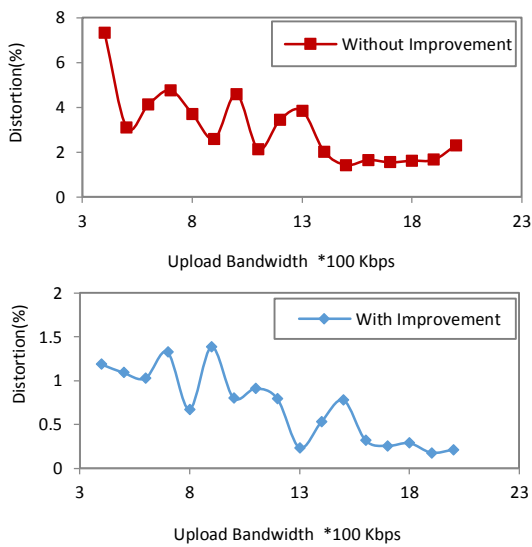 8
Without Improvement
6
4
2
0
Distortion(%)
3 8 13 18 23
Upload Bandwidth *100 Kbps
2
With Improvement
1.5
1
0.5
0
Distortion(%)
3 8 13 18 23
Upload Bandwidth *100 Kbps